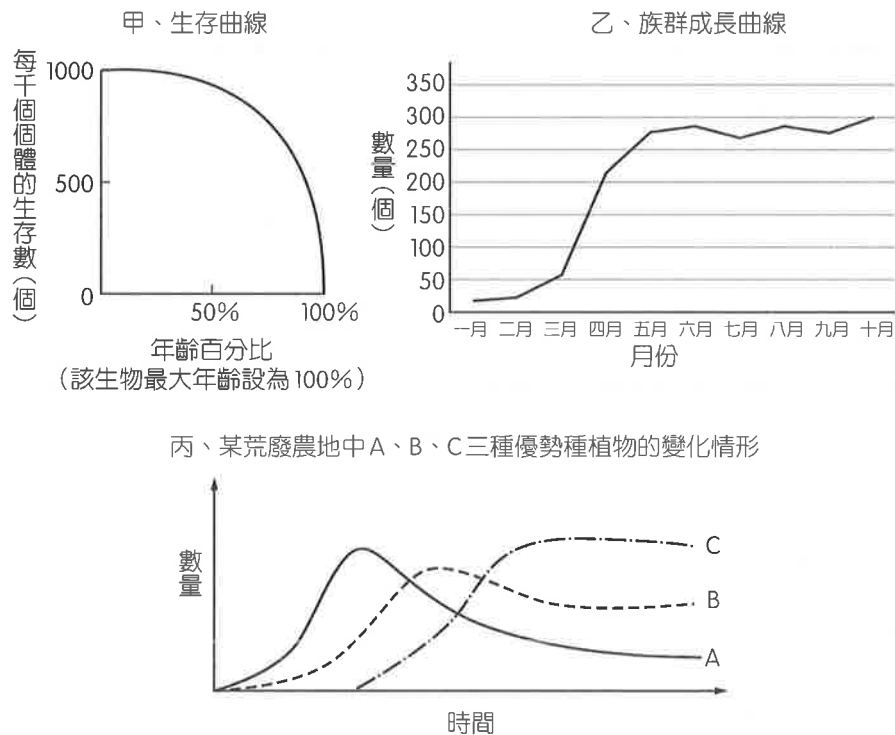 甲、生存曲線
每千個個體的生存數(個)
1000
500
0
50%
100%
年齡百分比
(該生物最大年齡設為100%)
乙、族群成長曲線
數量(個)
350
300
250
200
150
100
50
0
一月 二月 三月 四月 五月 六月 七月 八月 九月 十月
月份
丙、某荒廢農地中A、B、C三種優勢種植物的變化情形
數量
C
B
A
時間